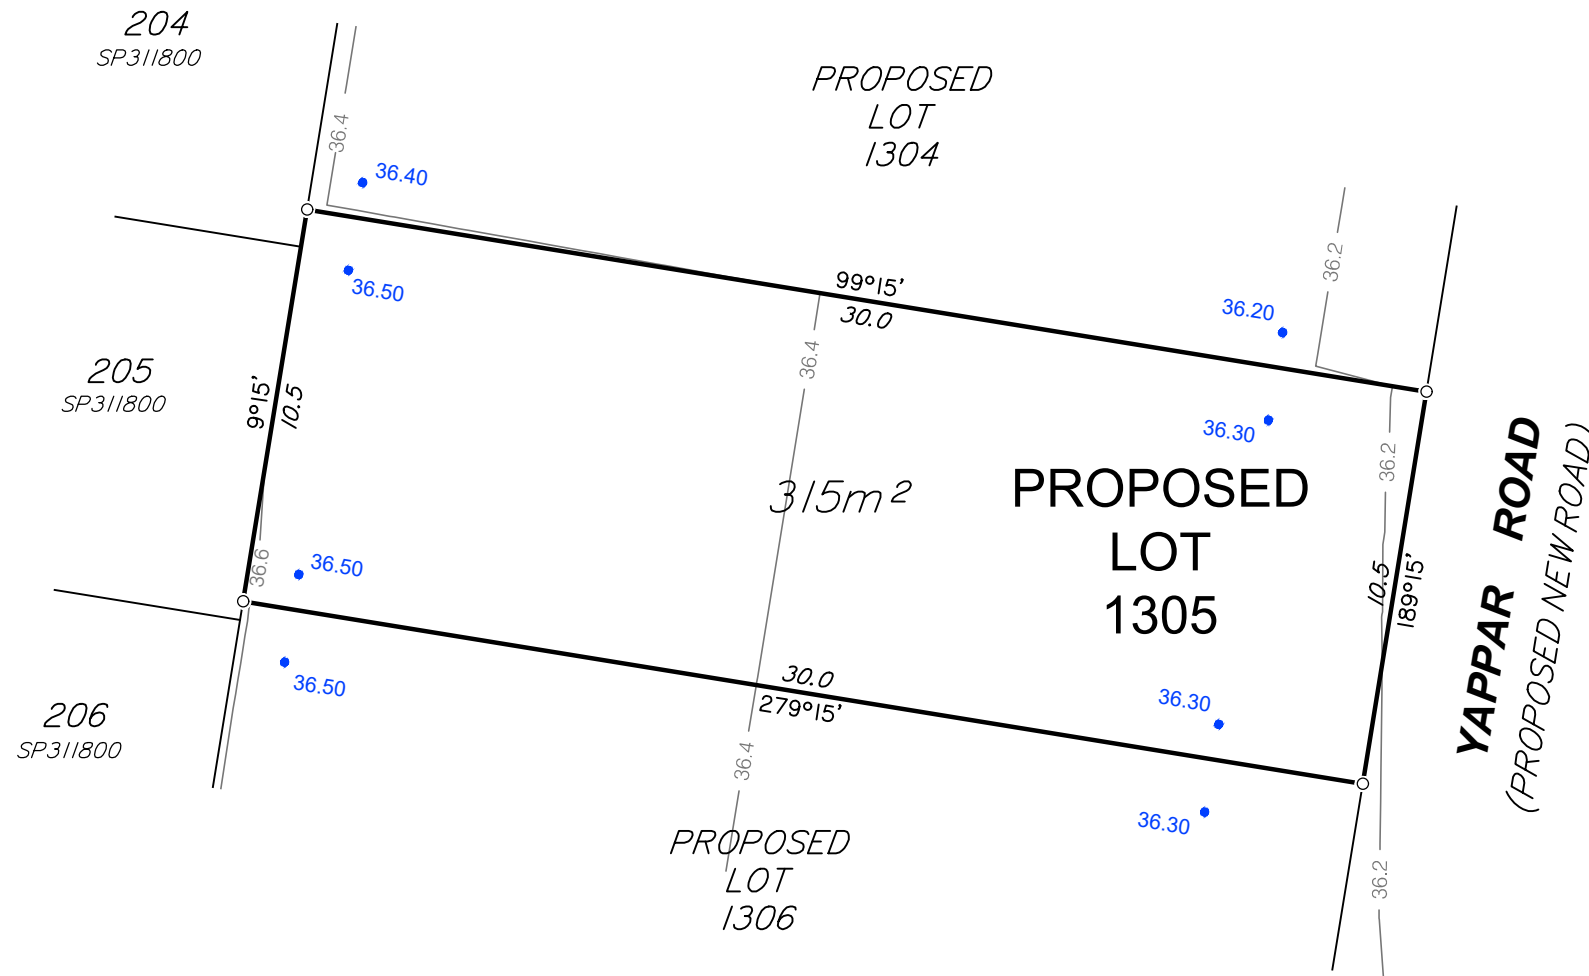 204
SP311800
PROPOSED
LOT
1304
36.4
36.40
36.2
36.50
99°15'
30.0
36.20
36.4
205
SP311800
9°15'
10.5
36.30
36.2
315m²
PROPOSED
LOT
1305
YAPPAR ROAD
(PROPOSED NEW ROAD)
36.6
36.50
10.5
189°15'
36.50
30.0
279°15'
36.30
206
SP311800
36.4
36.30
PROPOSED
LOT
1306
36.2